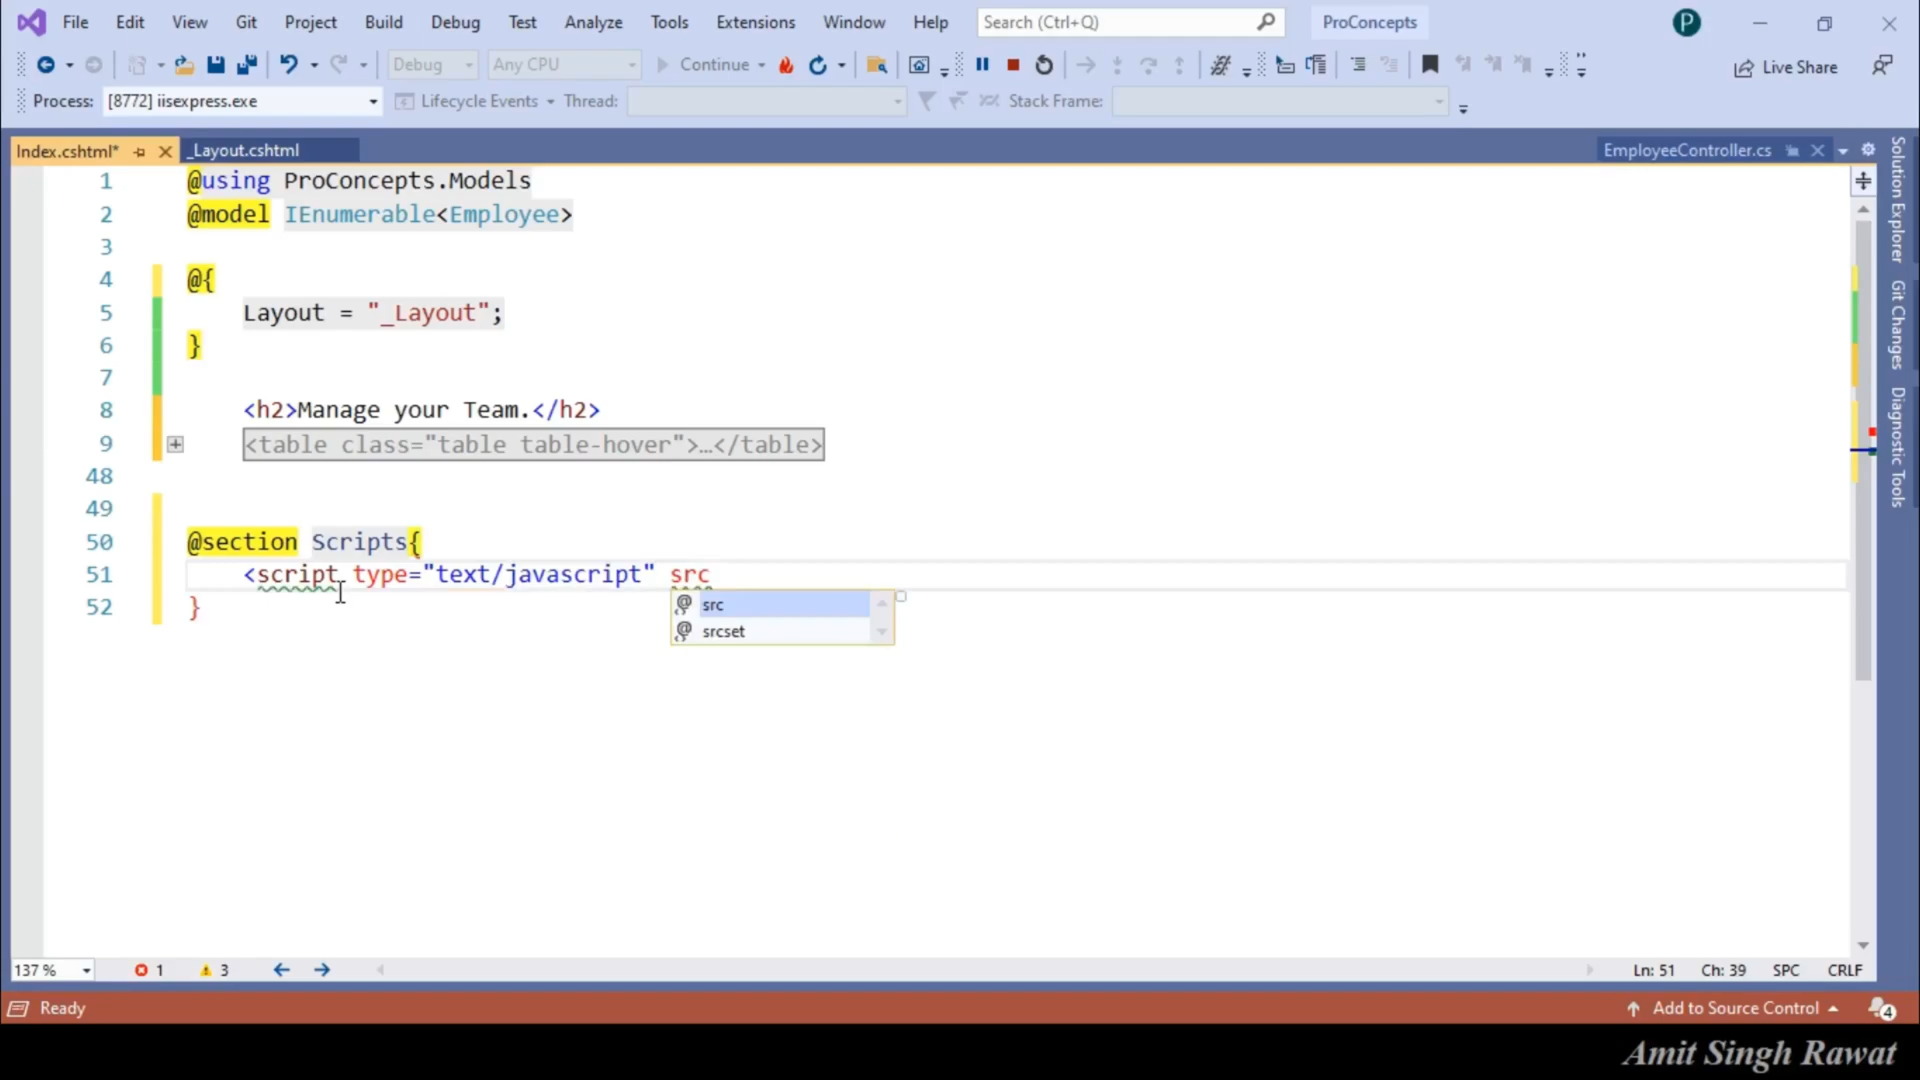 File Edit View Git Project Build Debug Test Analyze Tools Extensions Window Help Search (Ctrl+Q) ProConcepts P
Debug Any CPU Continue Live Share
Process: [8772] iisexpress.exe Lifecycle Events Thread: Stack Frame:
Index.cshtml* _Layout.cshtml EmployeeController.cs
1 @using ProConcepts.Models
2 @model IEnumerable<Employee>
3
4 @{
5 Layout = "_Layout";
6 }
7
8 <h2>Manage your Team.</h2>
9 <table class="table table-hover">…</table>
48
49
50 @section Scripts{
51 <script type="text/javascript" src
52 }
src
srcset
Solution Explorer
Git Changes
Diagnostic Tools
137 % 1 3 Ln: 51 Ch: 39 SPC CRLF
Ready Add to Source Control 4
Amit Singh Rawat